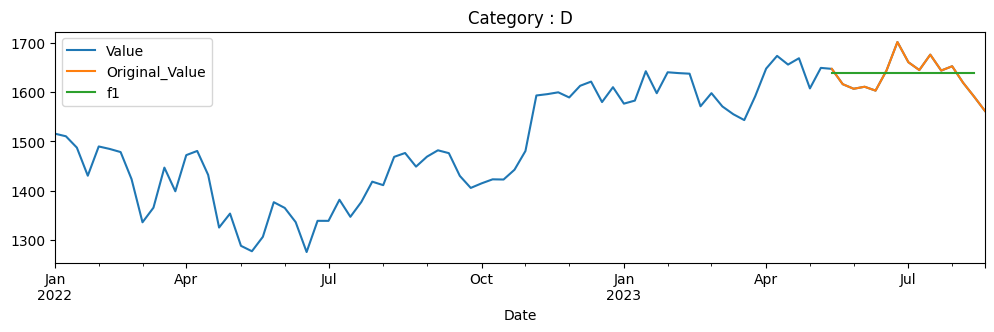 Category : D
Value
Original_Value
f1
1700
1600
1500
1400
1300
Jan
2022
Apr
Jul
Oct
Jan
2023
Apr
Jul
Date